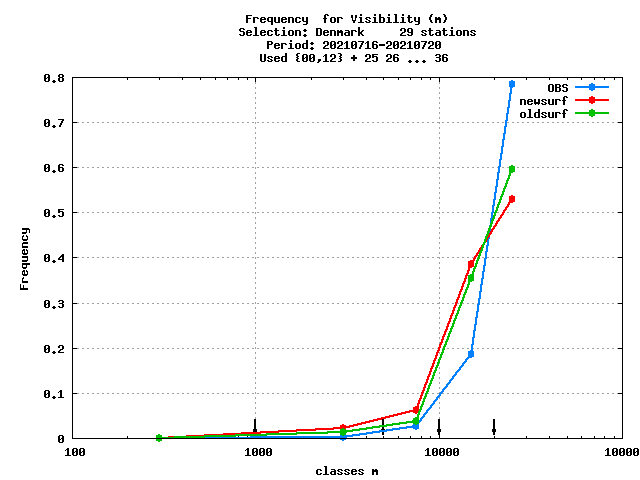 Frequency  for Visibility (m)
Selection: Denmark     29 stations
Period: 20210716-20210720
Used {00,12} + 25 26 ... 36
OBS
newsurf
oldsurf
0.8
0.7
0.6
0.5
0.4
0.3
0.2
0.1
0
Frequency
100
1000
10000
10000
classes m